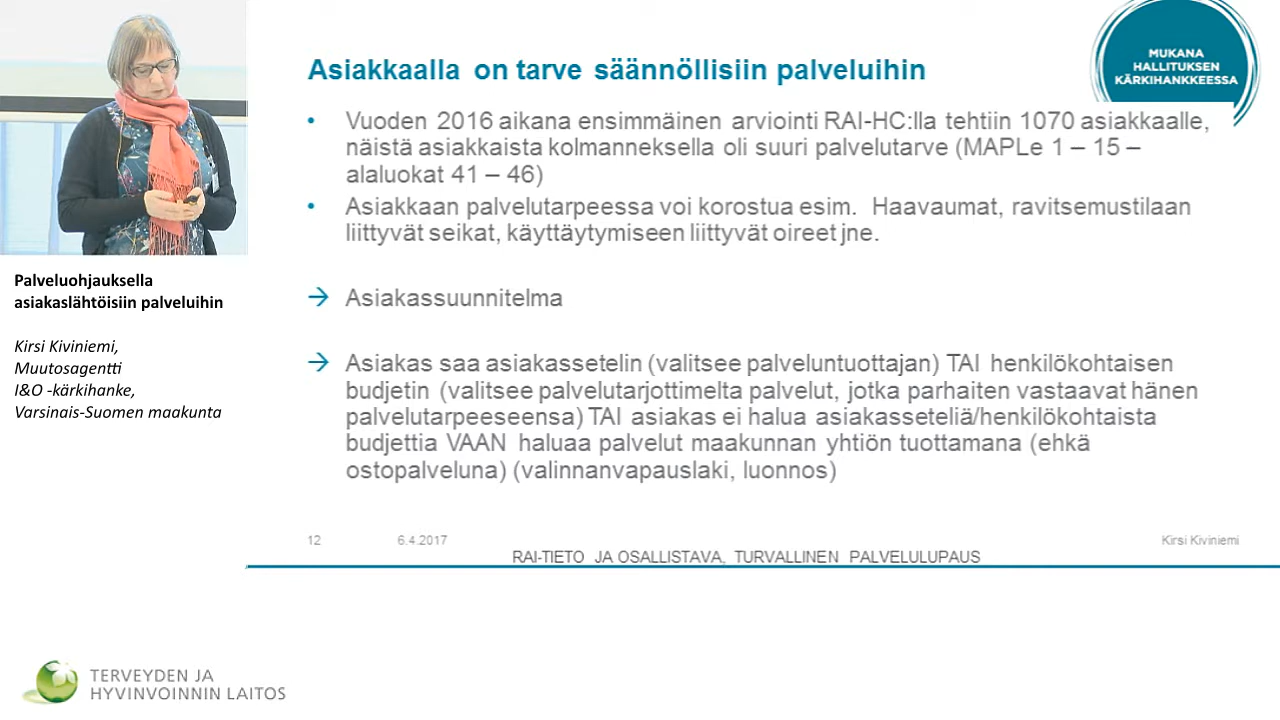 Asiakkaalla on tarve säännöllisiin palveluihin
MUKANA
HALLITUKSEN
KÄRKIHANKKEESSA
• Vuoden 2016 aikana ensimmäinen arviointi RAI-HC:lla tehtiin 1070 asiakkaalle,
näistä asiakkaista kolmanneksella oli suuri palvelutarve (MAPLe 1 – 15 –
alaluokat 41 – 46)
• Asiakkaan palvelutarpeessa voi korostua esim. Haavaumat, ravitsemustilaan
liittyvät seikat, käyttäytymiseen liittyvät oireet jne.
→ Asiakassuunnitelma
→ Asiakas saa asiakassetelin (valitsee palveluntuottajan) TAI henkilökohtaisen
budjetin (valitsee palvelutarjottimelta palvelut, jotka parhaiten vastaavat hänen
palvelutarpeeseensa) TAI asiakas ei halua asiakasseteliä/henkilökohtaista
budjettia VAAN haluaa palvelut maakunnan yhtiön tuottamana (ehkä
ostopalveluna) (valinnanvapauslaki, luonnos)
12 6.4.2017 Kirsi Kiviniemi
RAI-TIETO JA OSALLISTAVA, TURVALLINEN PALVELULUPAUS
Palveluohjauksella
asiakaslähtöisiin palveluihin
Kirsi Kiviniemi,
Muutosagentti
I&O -kärkihanke,
Varsinais-Suomen maakunta
TERVEYDEN JA
HYVINVOINNIN LAITOS